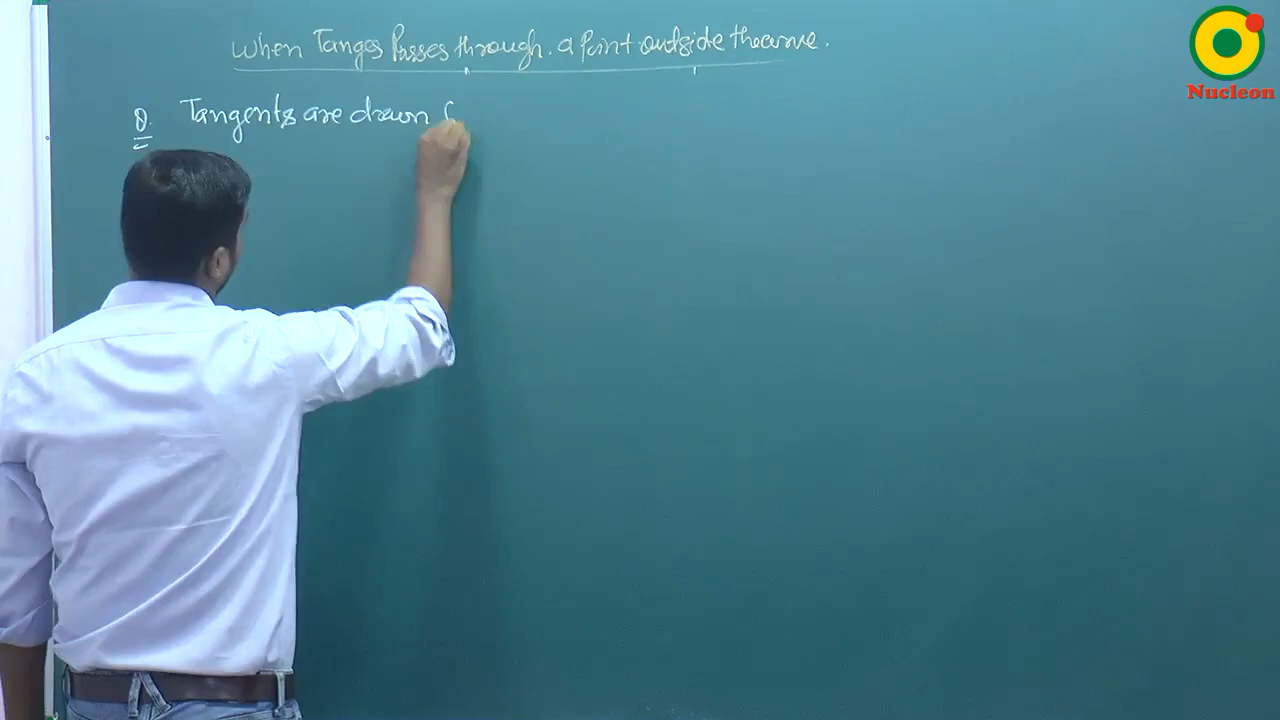 When Tanges Passes through. a Point outside the curve.
Q. Tangents are drawn f
Nucleon